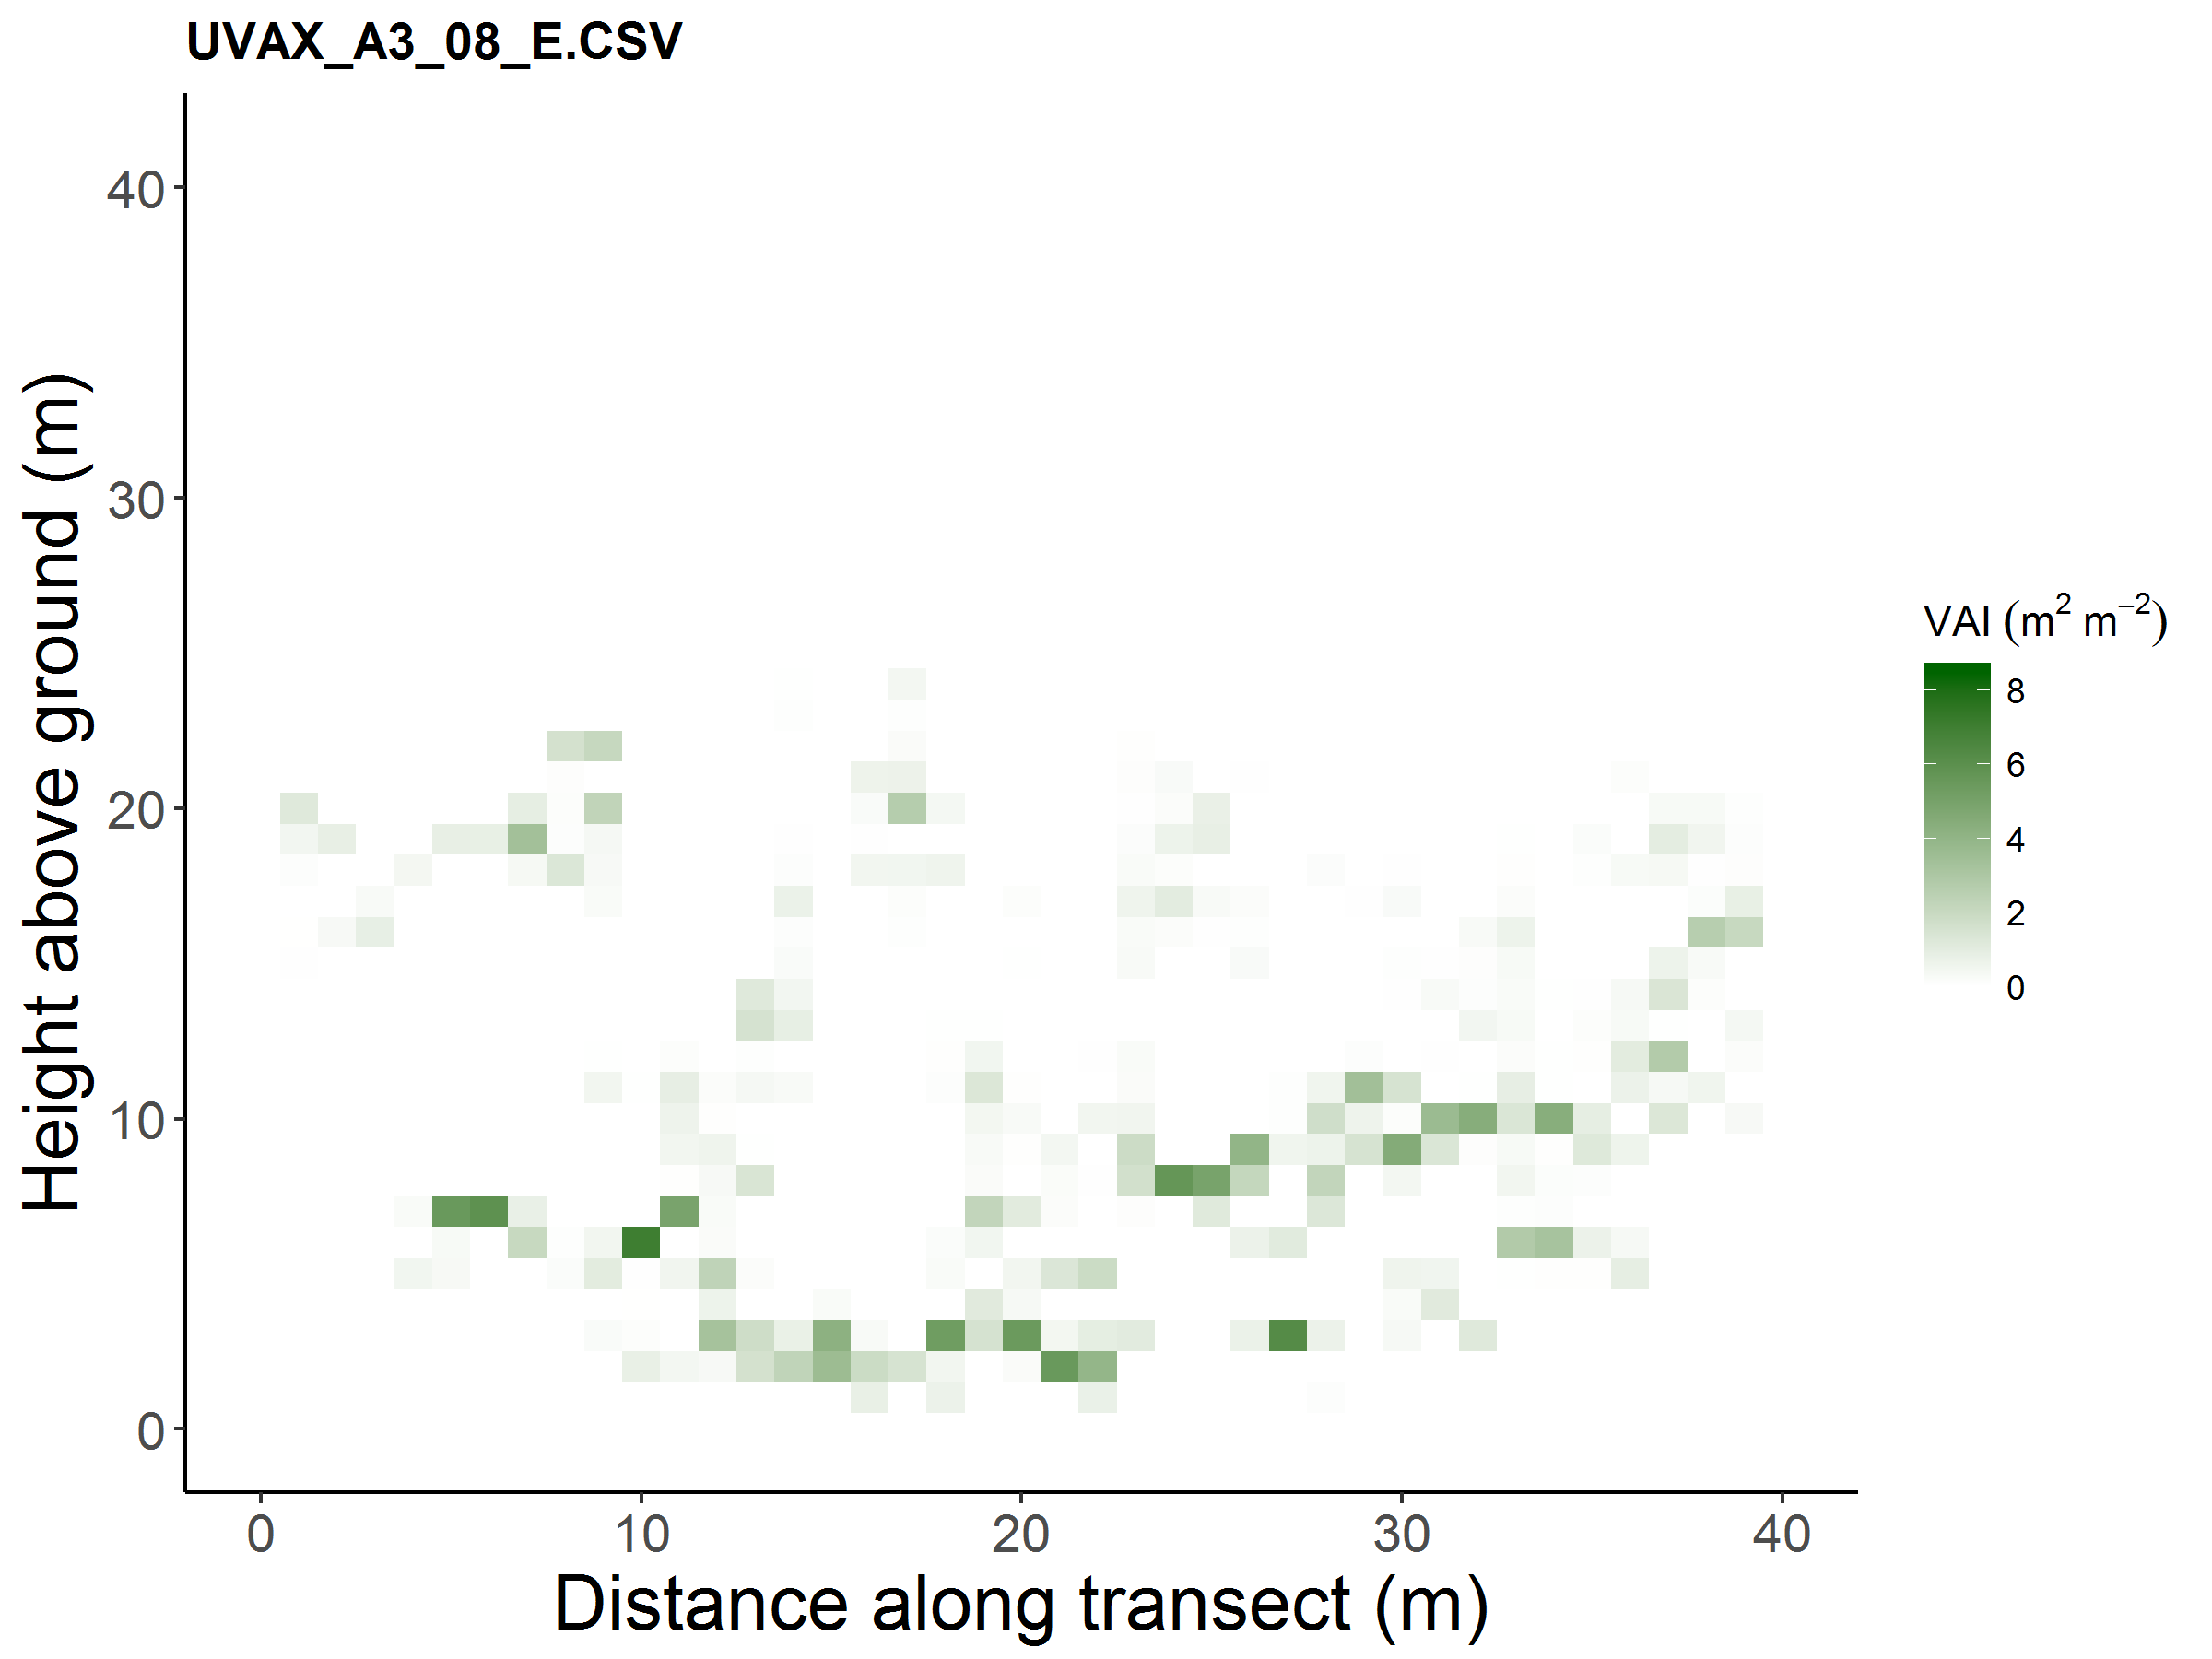 UVAX_A3_08_E.CSV
Height above ground (m)
40
30
20
10
0
0 10 20 30 40
Distance along transect (m)
VAI (m² m⁻²)
8
6
4
2
0